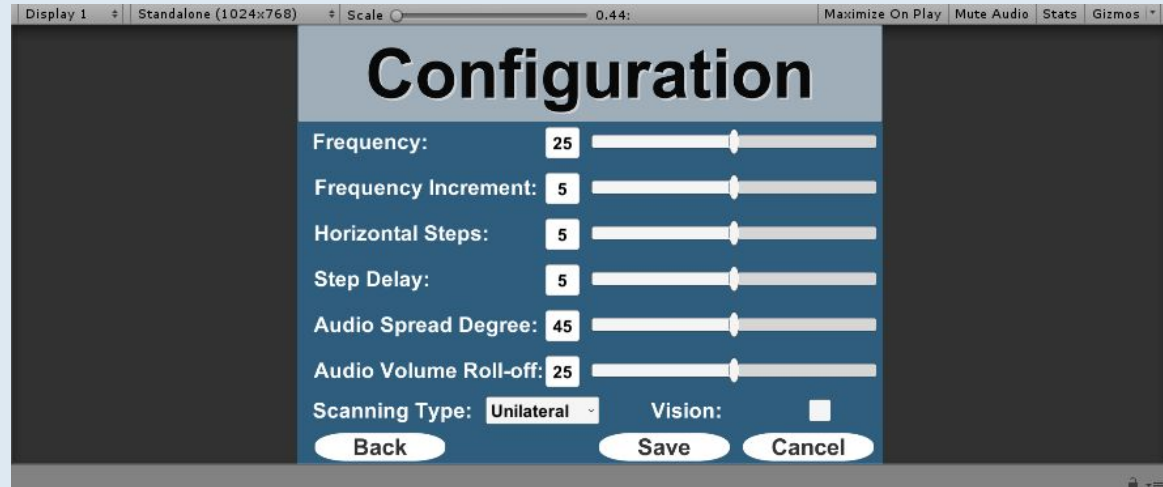 Display 1 Standalone (1024x768) Scale 0.44: Maximize On Play Mute Audio Stats Gizmos
Configuration
Frequency: 25
Frequency Increment: 5
Horizontal Steps: 5
Step Delay: 5
Audio Spread Degree: 45
Audio Volume Roll-off: 25
Scanning Type: Unilateral Vision:
Back Save Cancel